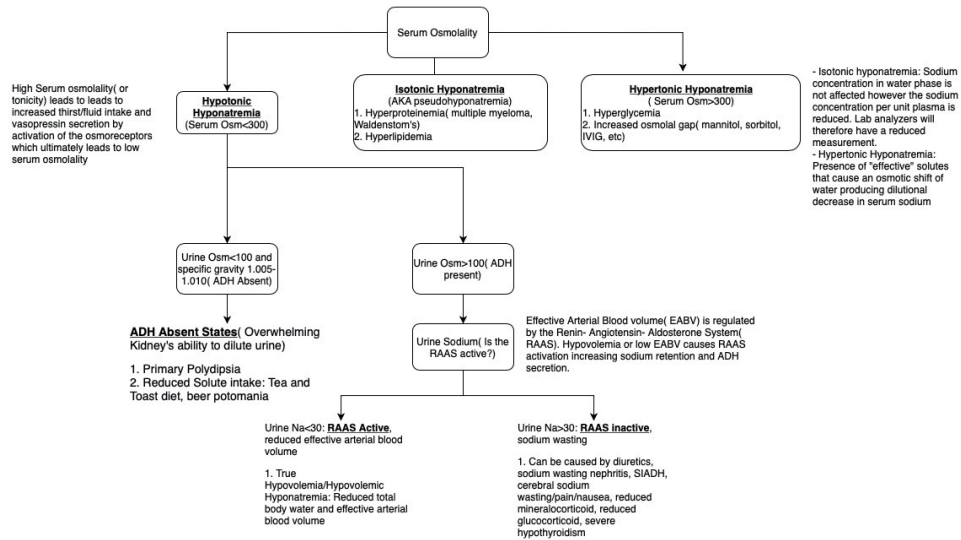 Serum Osmolality
High Serum osmolality( or
tonicity) leads to leads to
increased thirst/fluid intake and
vasopressin secretion by
activation of the osmoreceptors
which ultimately leads to low
serum osmolality
Hypotonic
Hyponatremia
(Serum Osm<300)
Isotonic Hyponatremia
(AKA pseudohyponatremia)
1. Hyperproteinemia( multiple myeloma,
Waldenstom's)
2. Hyperlipidemia
Hypertonic Hyponatremia
( Serum Osm>300)
1. Hyperglycemia
2. Increased osmolal gap( mannitol, sorbitol,
IVIG, etc)
- Isotonic hyponatremia: Sodium
concentration in water phase is
not affected however the sodium
concentration per unit plasma is
reduced. Lab analyzers will
therefore have a reduced
measurement.
- Hypertonic Hyponatremia:
Presence of "effective" solutes
that cause an osmotic shift of
water producing dilutional
decrease in serum sodium
Urine Osm<100 and
specific gravity 1.005-
1.010( ADH Absent)
Urine Osm>100( ADH
present)
ADH Absent States( Overwhelming
Kidney's ability to dilute urine)
1. Primary Polydipsia
2. Reduced Solute intake: Tea and
Toast diet, beer potomania
Urine Sodium( Is the
RAAS active?)
Effective Arterial Blood volume( EABV) is regulated
by the Renin- Angiotensin- Aldosterone System(
RAAS). Hypovolemia or low EABV causes RAAS
activation increasing sodium retention and ADH
secretion.
Urine Na<30: RAAS Active,
reduced effective arterial blood
volume
1. True
Hypovolemia/Hypovolemic
Hyponatremia: Reduced total
body water and effective arterial
blood volume
Urine Na>30: RAAS inactive,
sodium wasting
1. Can be caused by diuretics,
sodium wasting nephritis, SIADH,
cerebral sodium
wasting/pain/nausea, reduced
mineralocorticoid, reduced
glucocorticoid, severe
hypothyroidism